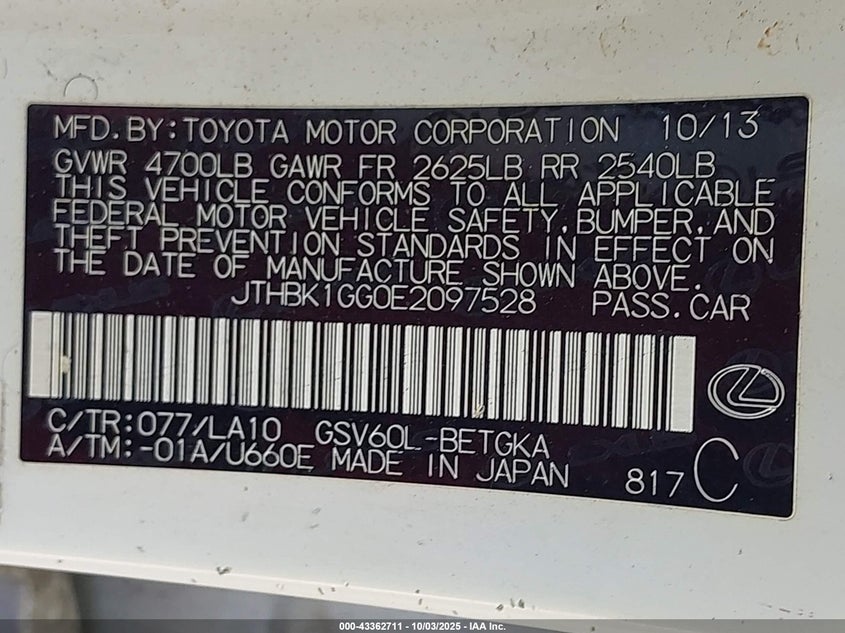 MFD.BY:TOYOTA MOTOR CORPORATION 10/13
GVWR 4700LB GAWR FR 2625LB RR 2540LB
THIS VEHICLE CONFORMS TO ALL APPLICABLE
FEDERAL MOTOR VEHICLE SAFETY,BUMPER,AND
THEFT PREVENTION STANDARDS IN EFFECT ON
THE DATE OF MANUFACTURE SHOWN ABOVE.
JTHBK1GG0E2097528 PASS.CAR
C/TR:077/LA10 GSV60L-BETGKA
A/TM:-01A/U660E MADE IN JAPAN 817 C
000-43362711 - 10/03/2025 - IAA Inc.